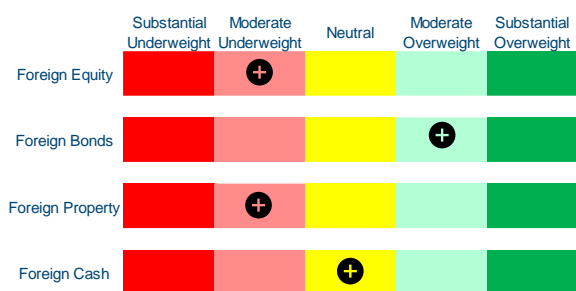 Substantial Underweight
Moderate Underweight
Neutral
Moderate Overweight
Substantial Overweight
Foreign Equity
Foreign Bonds
Foreign Property
Foreign Cash